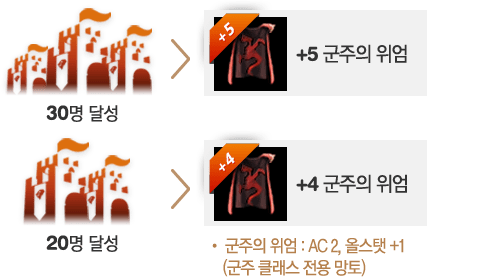 +5
+5 군주의 위엄
30명 달성
+4
+4 군주의 위엄
20명 달성
• 군주의 위엄 : AC 2, 올스탯 +1
(군주 클래스 전용 망토)